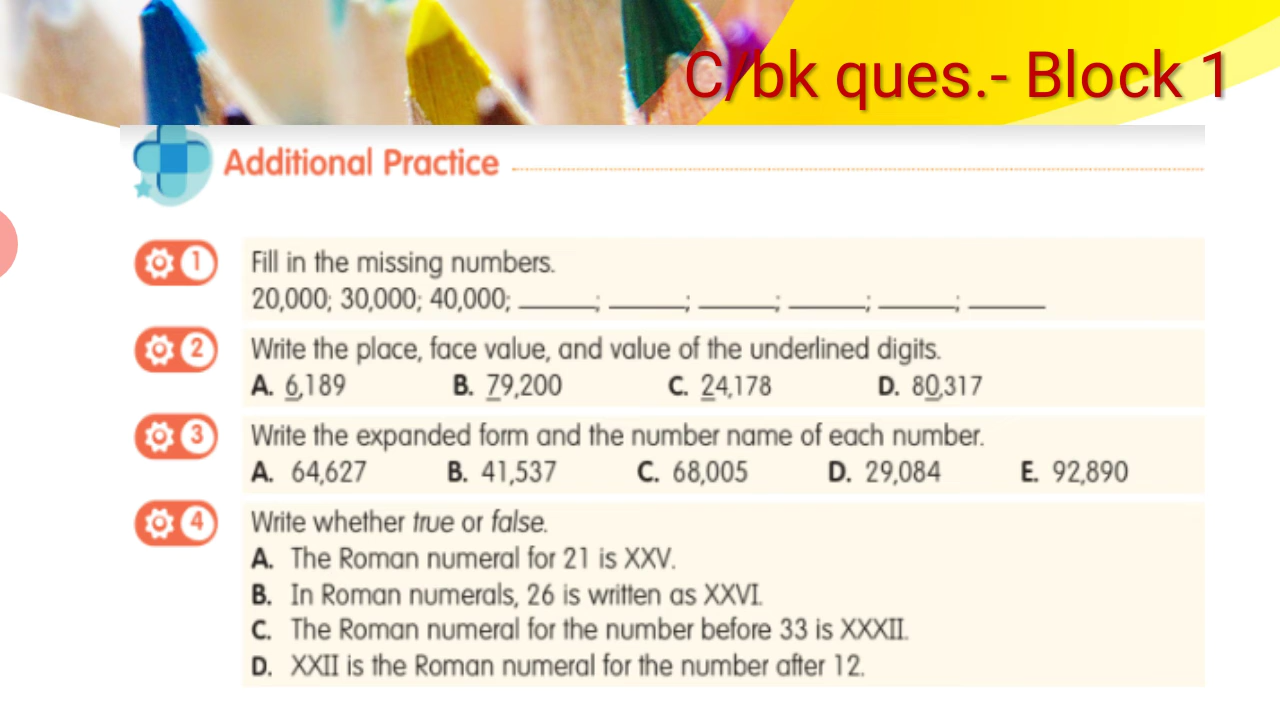 C/bk ques.- Block 1
Additional Practice
1 Fill in the missing numbers.
20,000; 30,000; 40,000; ______; ______; ______; ______; ______; ______
2 Write the place, face value, and value of the underlined digits.
A. 6,189 B. 79,200 C. 24,178 D. 80,317
3 Write the expanded form and the number name of each number.
A. 64,627 B. 41,537 C. 68,005 D. 29,084 E. 92,890
4 Write whether true or false.
A. The Roman numeral for 21 is XXV.
B. In Roman numerals, 26 is written as XXVI.
C. The Roman numeral for the number before 33 is XXXII.
D. XXII is the Roman numeral for the number after 12.